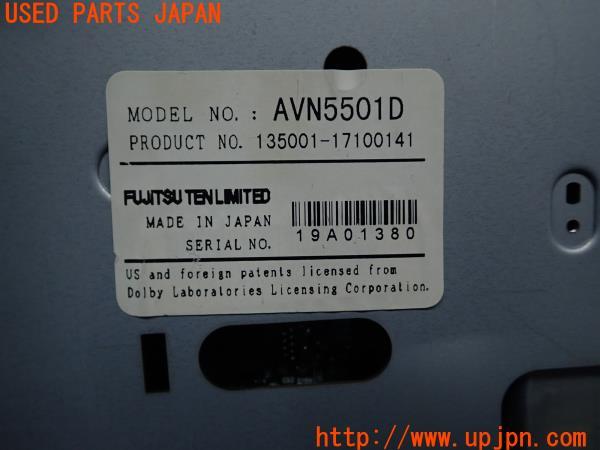 USED PARTS JAPAN
MODEL NO. : AVN5501D
PRODUCT NO. 135001-17100141
FUJITSU TEN LIMITED
MADE IN JAPAN
SERIAL NO. 19A01380
US and foreign patents licensed from
Dolby Laboratories Licensing Corporation.
http://www.upjpn.com/